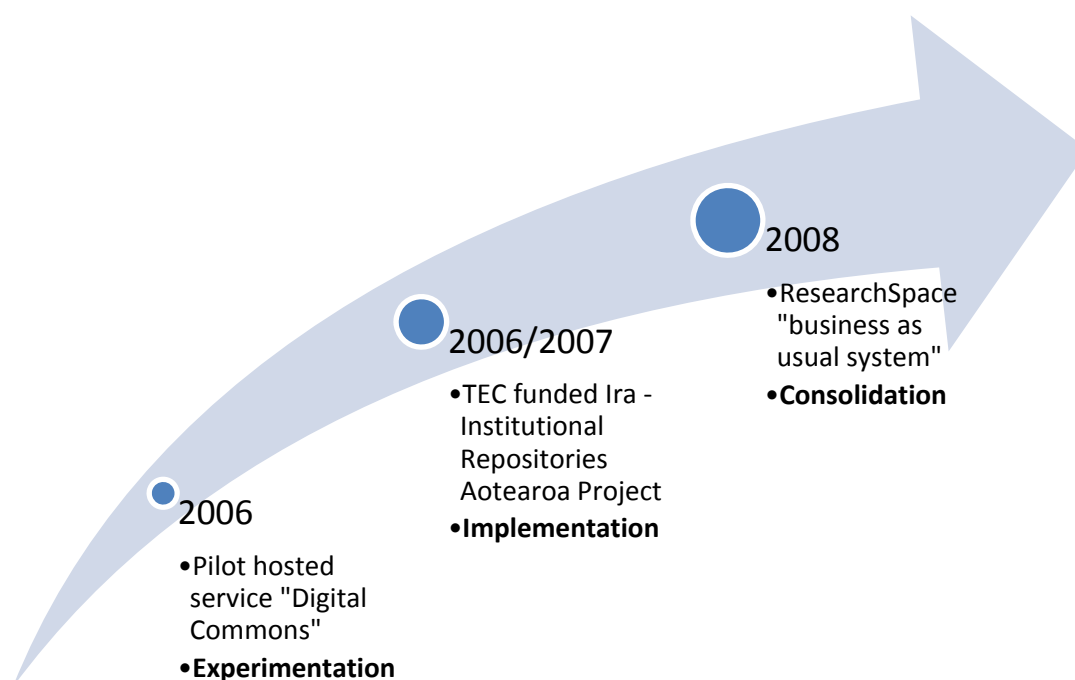 2006
•Pilot hosted
service "Digital
Commons"
•Experimentation
2006/2007
•TEC funded Ira -
Institutional
Repositories
Aotearoa Project
•Implementation
2008
•ResearchSpace
"business as
usual system"
•Consolidation